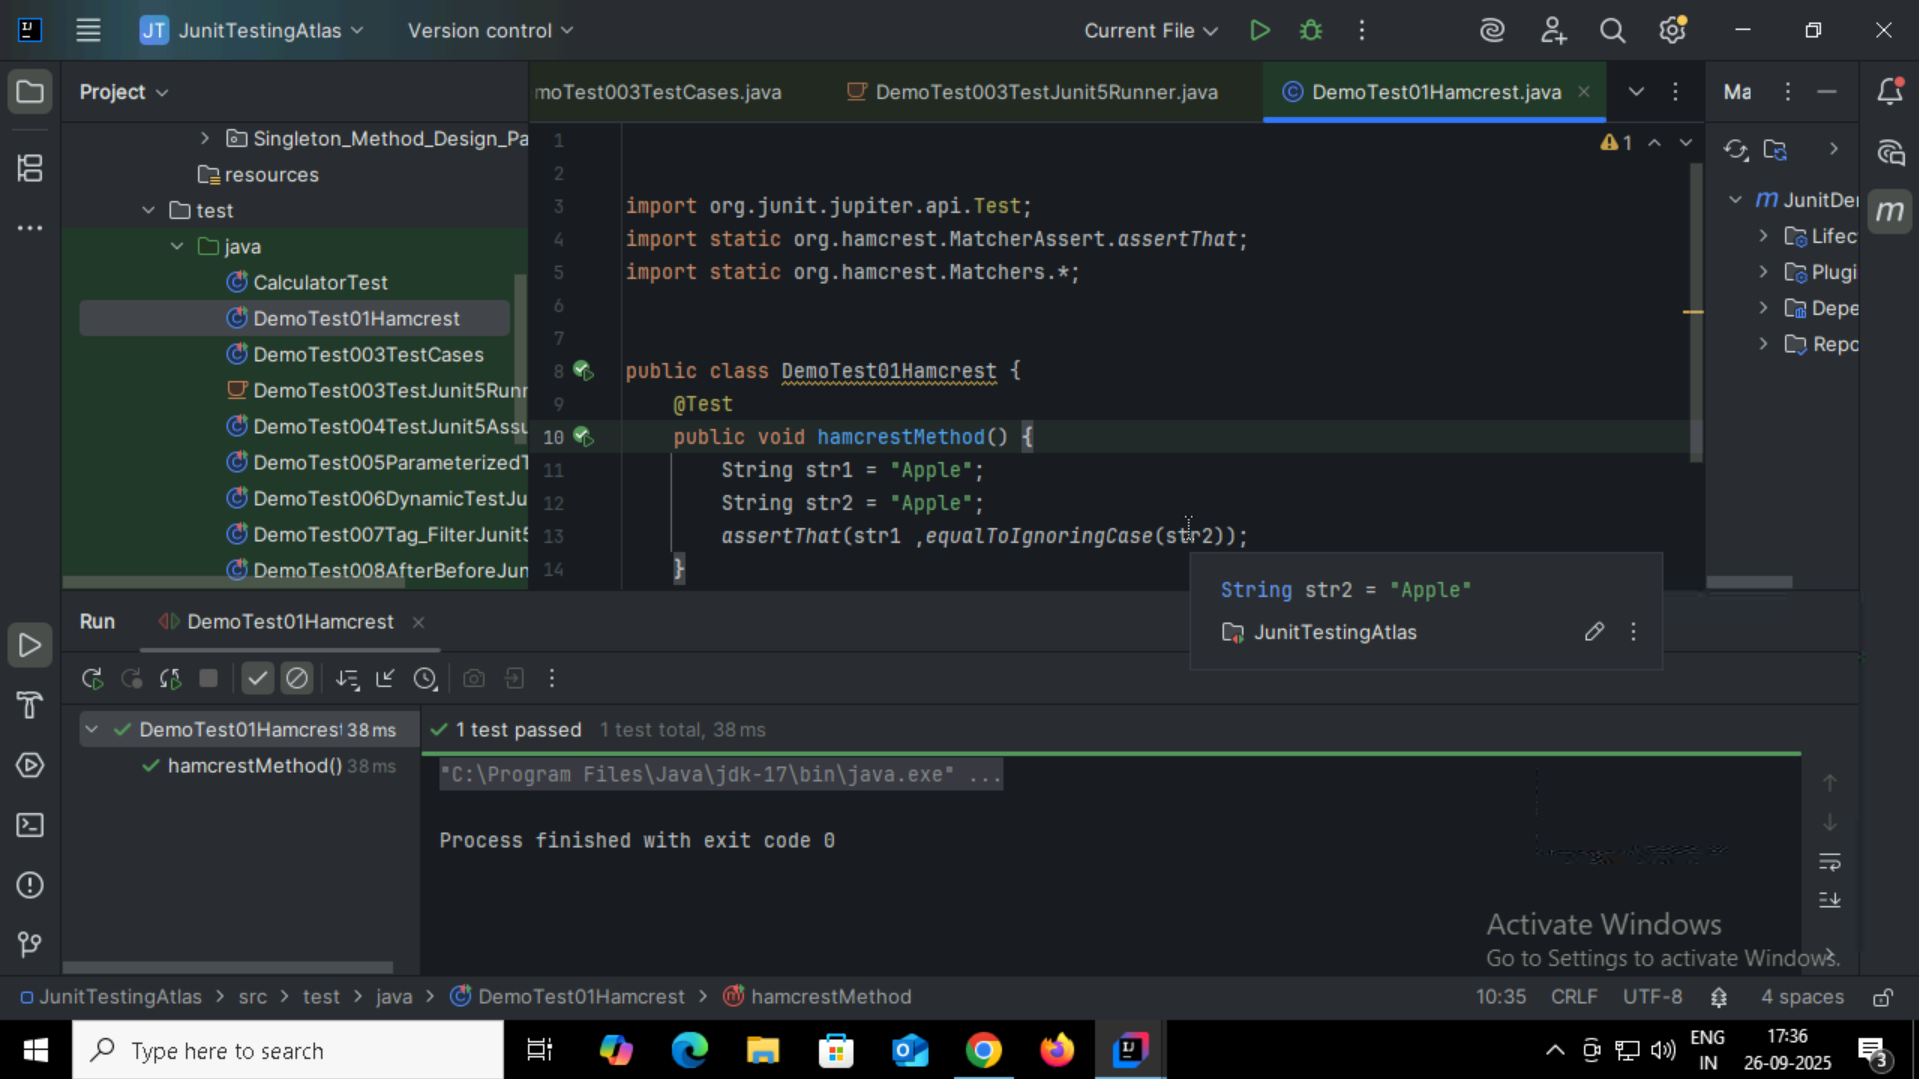 JT JunitTestingAtlas
Version control
Current File
Project
moTest003TestCases.java
DemoTest003TestJunit5Runner.java
DemoTest01Hamcrest.java
Ma
Singleton_Method_Design_Pa
resources
test
java
CalculatorTest
DemoTest01Hamcrest
DemoTest003TestCases
DemoTest003TestJunit5Runr
DemoTest004TestJunit5Assu
DemoTest005ParameterizedT
DemoTest006DynamicTestJu
DemoTest007Tag_FilterJunit5
DemoTest008AfterBeforeJun
1
1
2
3 import org.junit.jupiter.api.Test;
4 import static org.hamcrest.MatcherAssert.assertThat;
5 import static org.hamcrest.Matchers.*;
6
7
8 public class DemoTest01Hamcrest {
9 @Test
10 public void hamcrestMethod() {
11 String str1 = "Apple";
12 String str2 = "Apple";
13 assertThat(str1 ,equalToIgnoringCase(str2));
14 }
String str2 = "Apple"
JunitTestingAtlas
m JunitDer
Lifec
Plugi
Depe
Repo
m
Run
DemoTest01Hamcrest
DemoTest01Hamcrest 38 ms
hamcrestMethod() 38 ms
1 test passed 1 test total, 38 ms
"C:\Program Files\Java\jdk-17\bin\java.exe" ...
Process finished with exit code 0
Activate Windows
Go to Settings to activate Windows.
JunitTestingAtlas > src > test > java > DemoTest01Hamcrest > hamcrestMethod
10:35 CRLF UTF-8 4 spaces
Type here to search
ENG
IN
17:36
26-09-2025
3